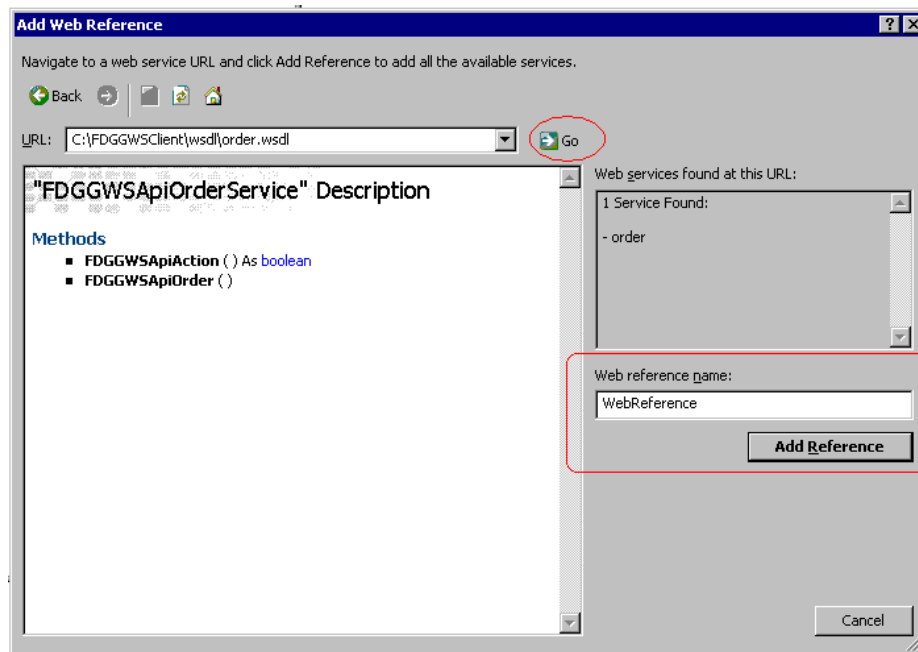 Add Web Reference
Navigate to a web service URL and click Add Reference to add all the available services.
Back
URL: C:\FDGGWSClient\wsdl\order.wsdl Go
"FDGGWSApiOrderService" Description
Methods
FDGGWSApiAction ( ) As boolean
FDGGWSApiOrder ( )
Web services found at this URL:
1 Service Found:
- order
Web reference name:
WebReference
Add Reference
Cancel